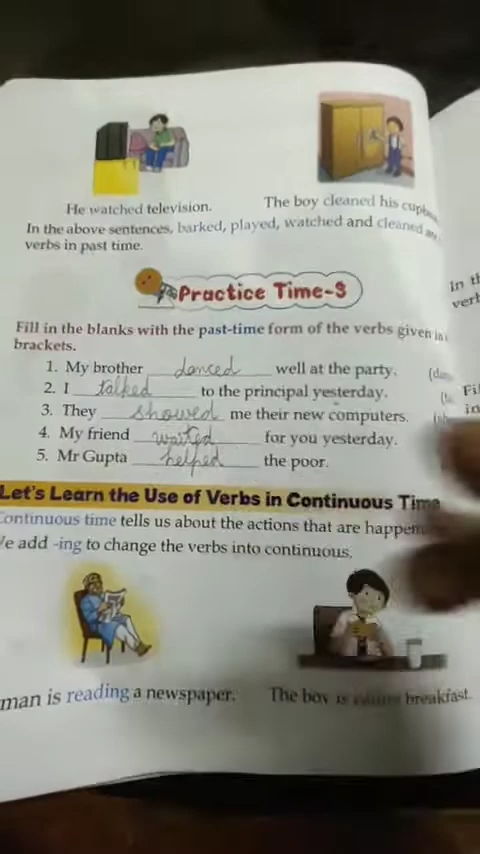 He watched television.
The boy cleaned his
In the above sentences, barked, played, watched and cleaned
verbs in past time.
Practice Time-3
Fill in the blanks with the past-time form of the verbs given
brackets.
1. My brother danced well at the party.
2. I talked to the principal yesterday.
3. They showed me their new computers.
4. My friend waited for you yesterday.
5. Mr Gupta helped the poor.
Let's Learn the Use of Verbs in Continuous Time
Continuous time tells us about the actions that are
We add -ing to change the verbs into continuous.
man is reading a newspaper.
The boy is eating breakfast.